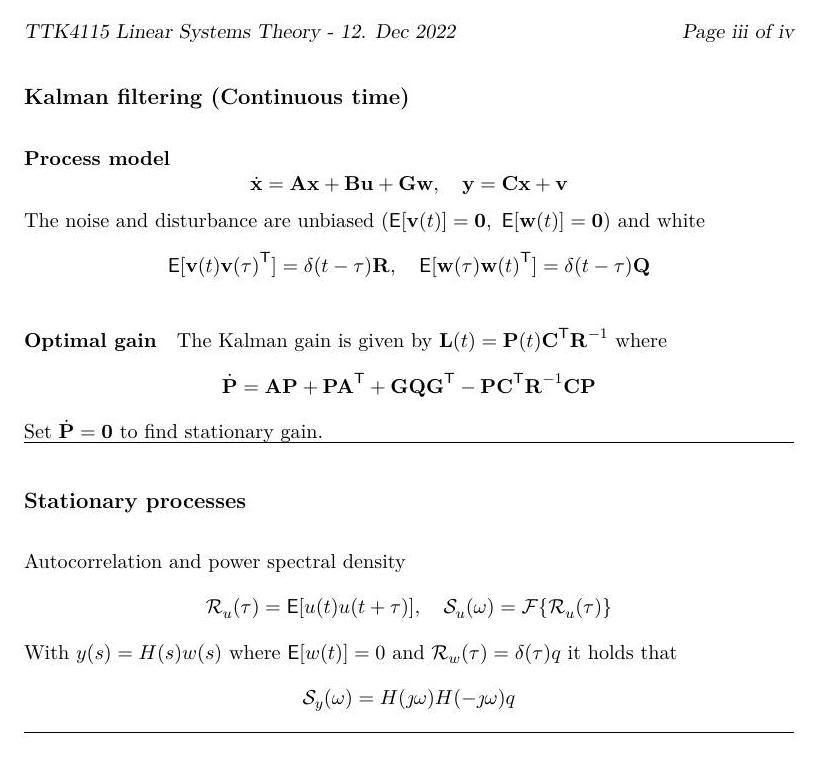 TTK4115 Linear Systems Theory - 12. Dec 2022 Page iii of iv
Kalman filtering (Continuous time)
Process model
ẋ = Ax + Bu + Gw, y = Cx + v
The noise and disturbance are unbiased (E[v(t)] = 0, E[w(t)] = 0) and white
E[v(t)v(τ)ᵀ] = δ(t − τ)R, E[w(τ)w(t)ᵀ] = δ(t − τ)Q
Optimal gain The Kalman gain is given by L(t) = P(t)CᵀR⁻¹ where
Ṗ = AP + PAᵀ + GQGᵀ − PCᵀR⁻¹CP
Set Ṗ = 0 to find stationary gain.
Stationary processes
Autocorrelation and power spectral density
ℛᵤ(τ) = E[u(t)u(t + τ)], 𝒮ᵤ(ω) = ℱ{ℛᵤ(τ)}
With y(s) = H(s)w(s) where E[w(t)] = 0 and ℛ_w(τ) = δ(τ)q it holds that
𝒮_y(ω) = H(ȷω)H(−ȷω)q